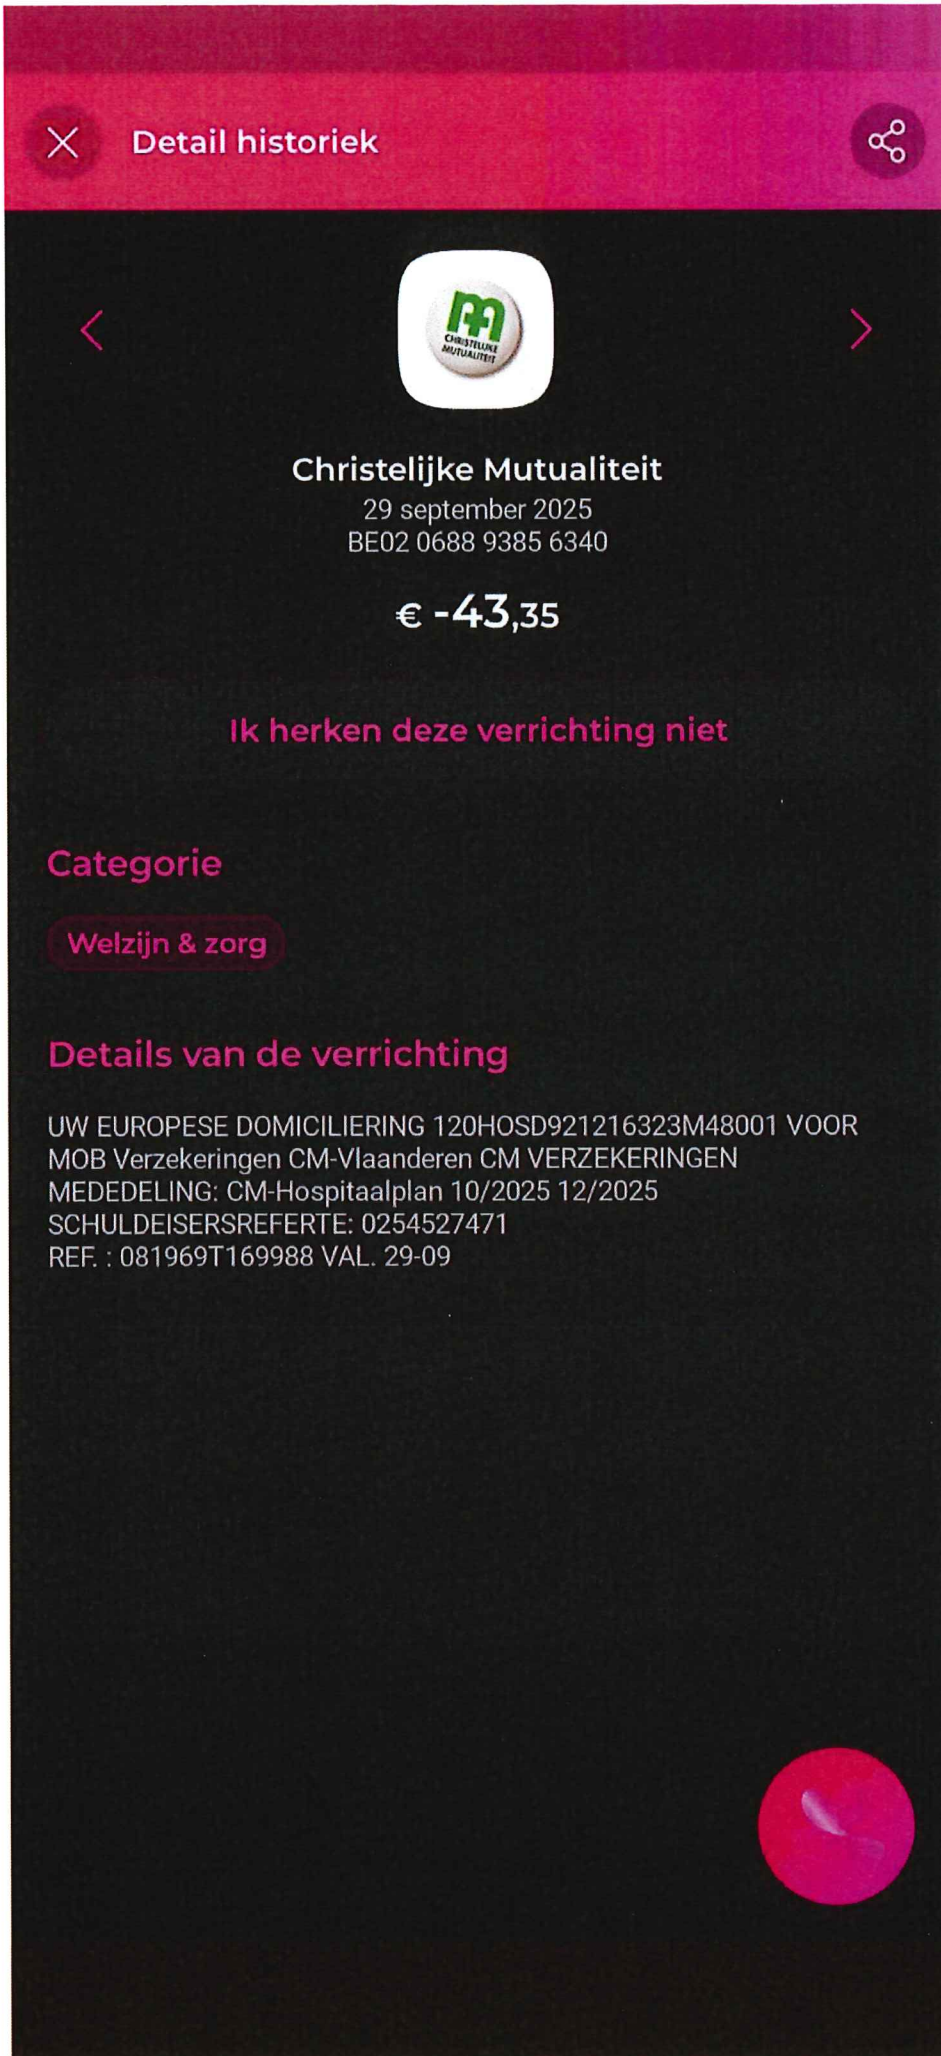 Detail historiek
CHRISTELIJKE
MUTUALITEIT
Christelijke Mutualiteit
29 september 2025
BE02 0688 9385 6340
€ -43,35
Ik herken deze verrichting niet
Categorie
Welzijn & zorg
Details van de verrichting
UW EUROPESE DOMICILIERING 120HOSD921216323M48001 VOOR
MOB Verzekeringen CM-Vlaanderen CM VERZEKERINGEN
MEDEDELING: CM-Hospitaalplan 10/2025 12/2025
SCHULDEISERSREFERTE: 0254527471
REF. : 081969T169988 VAL. 29-09